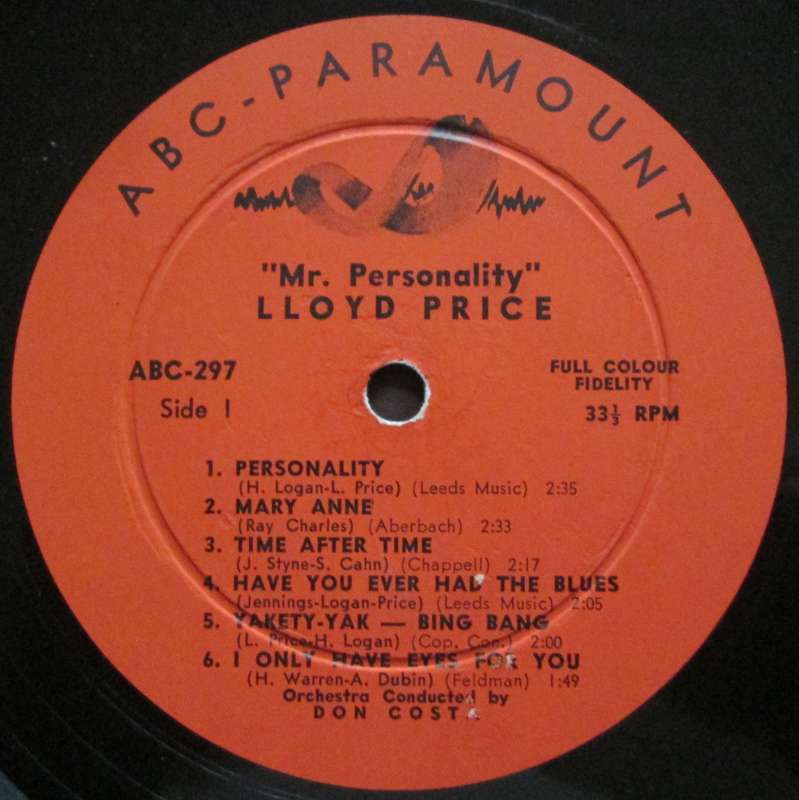 ABC-PARAMOUNT
"Mr. Personality"
LLOYD PRICE
ABC-297
Side 1
FULL COLOUR
FIDELITY
33⅓ RPM
1. PERSONALITY
(H. Logan-L. Price) (Leeds Music) 2:35
2. MARY ANNE
(Ray Charles) (Aberbach) 2:33
3. TIME AFTER TIME
(J. Styne-S. Cahn) (Chappell) 2:17
4. HAVE YOU EVER HAD THE BLUES
(Jennings-Logan-Price) (Leeds Music) 2:05
5. YAKETY-YAK — BING BANG
(L. Price-H. Logan) (Cop. Con.) 2:00
6. I ONLY HAVE EYES FOR YOU
(H. Warren-A. Dubin) (Feldman) 1:49
Orchestra Conducted by
DON COSTA